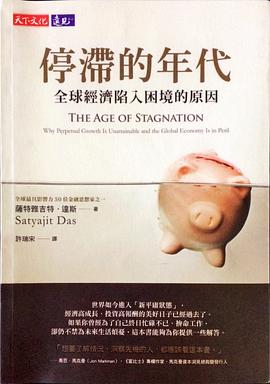 天下文化
遠見
停滯的年代
全球經濟陷入困境的原因
THE AGE OF STAGNATION
Why Perpetual Growth Is Unattainable and the Global Economy Is in Peril
全球最具影響力50位金融思想家之一
薩特雅吉特·達斯——著
Satyajit Das
許瑞宋——譯
世界如今進入「新平庸狀態」，
經濟高成長、投資高報酬的美好日子已經過去了。
如果你曾經為了自己終日忙碌不已、拚命工作，
卻仍不禁為未來生活煩憂，這本書能夠為你提供一些解答。
「想要了解情況、洞察先機的人，都應該看這本書。」